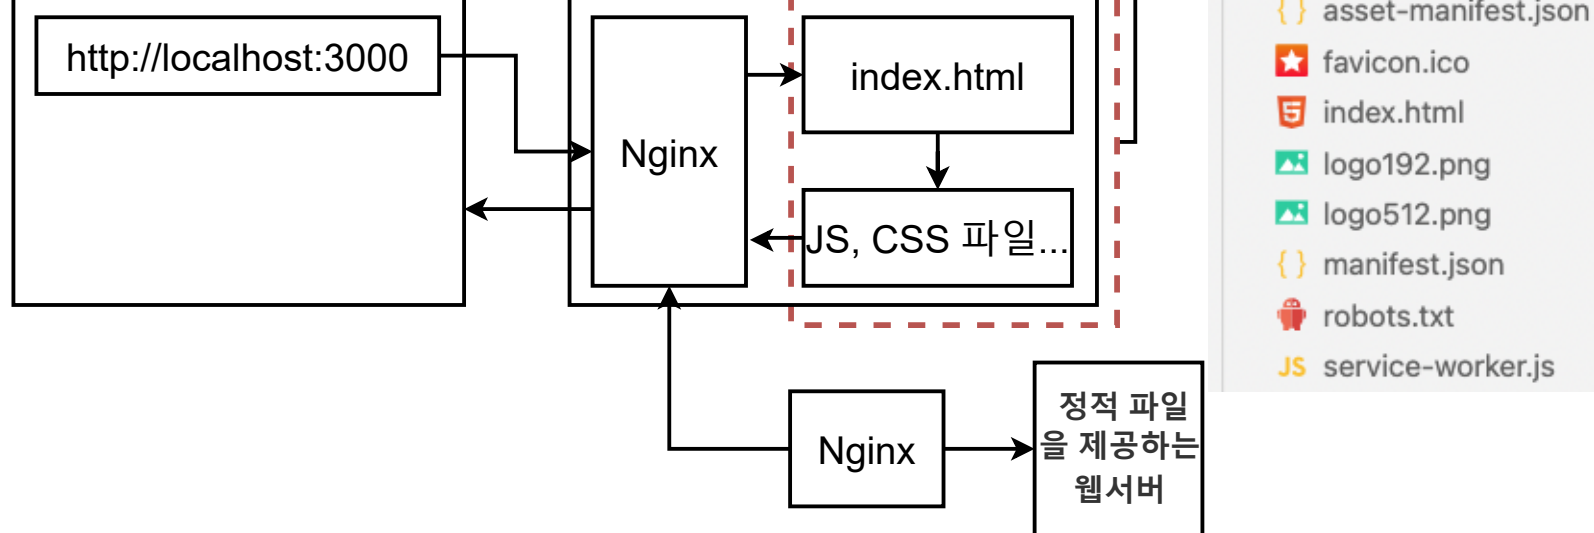 http://localhost:3000
Nginx
index.html
JS, CSS 파일...
Nginx
정적 파일
을 제공하는
웹서버
asset-manifest.json
favicon.ico
index.html
logo192.png
logo512.png
manifest.json
robots.txt
JS service-worker.js